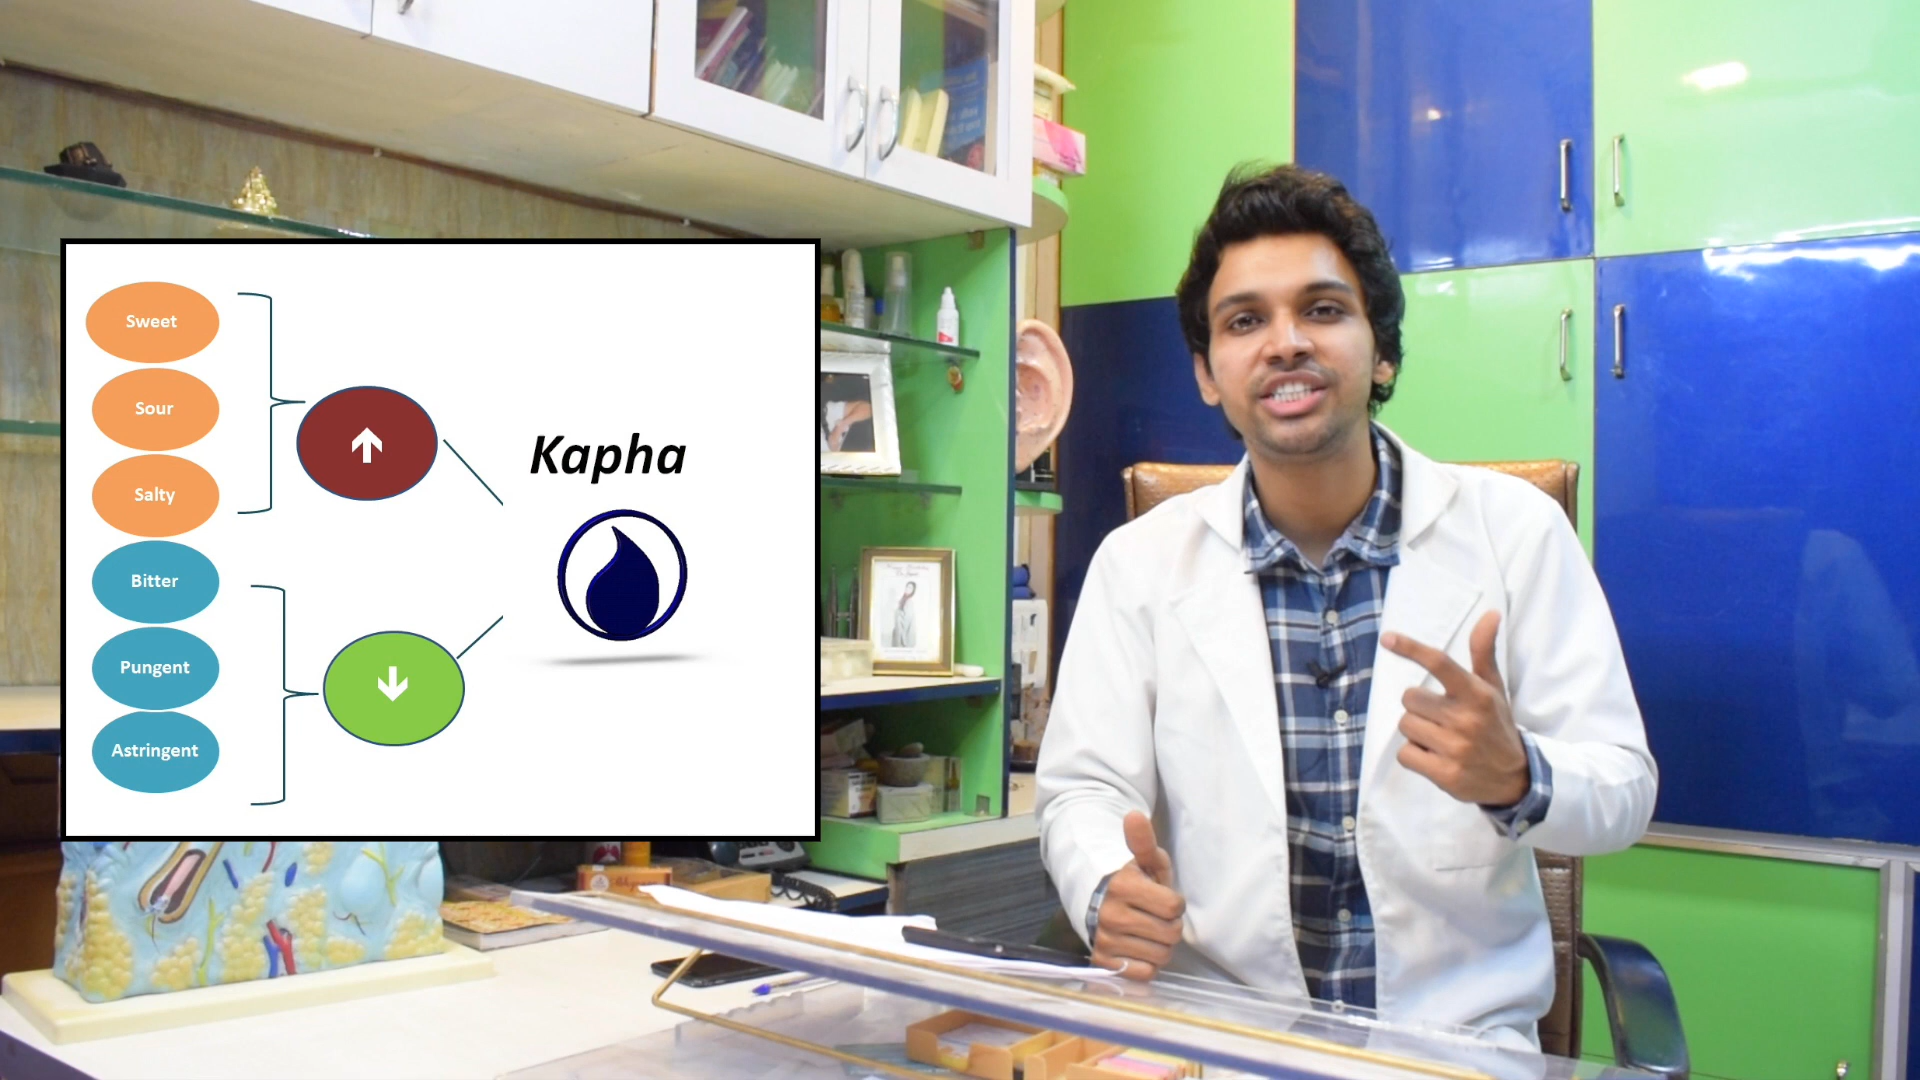 Sweet
Sour
Salty
Bitter
Pungent
Astringent
Kapha